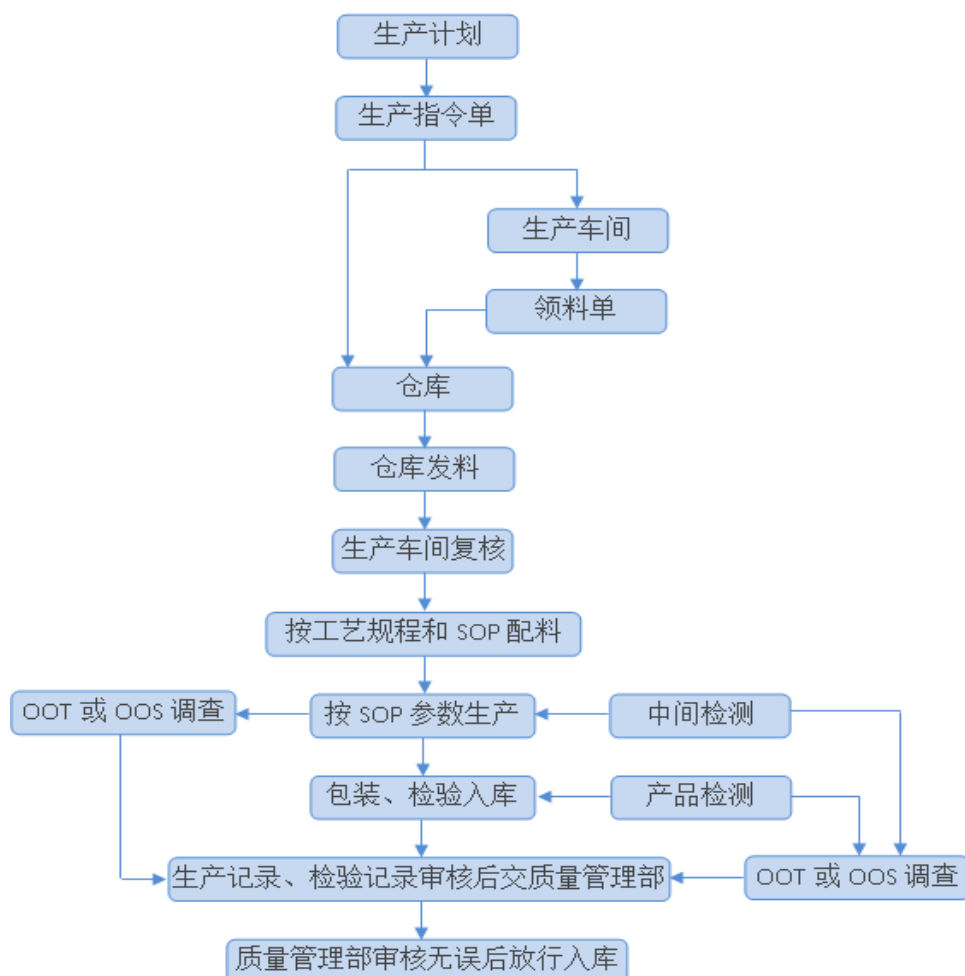 生产计划
生产指令单
生产车间
领料单
仓库
仓库发料
生产车间复核
按工艺规程和 SOP 配料
OOT 或 OOS 调查
按 SOP 参数生产
中间检测
包装、检验入库
产品检测
生产记录、检验记录审核后交质量管理部
OOT 或 OOS 调查
质量管理部审核无误后放行入库